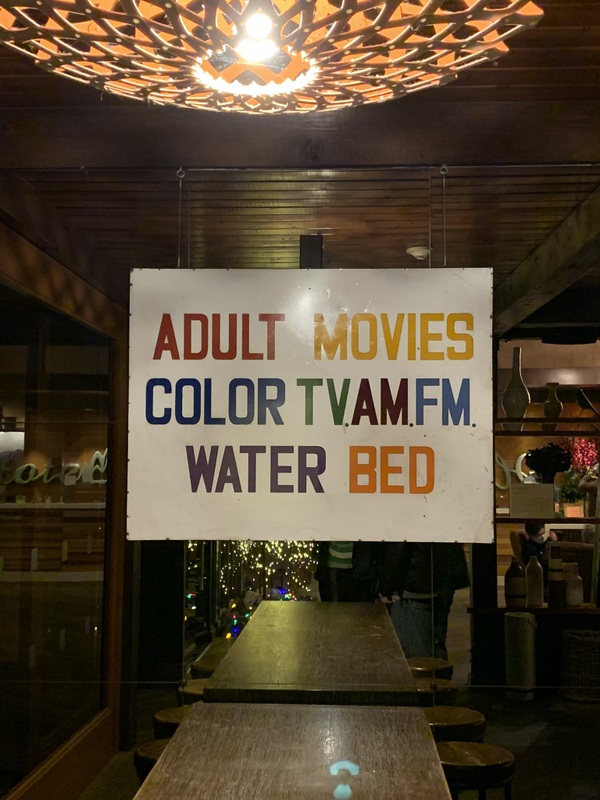 ADULT MOVIES
COLOR TV.AM.FM.
WATER BED